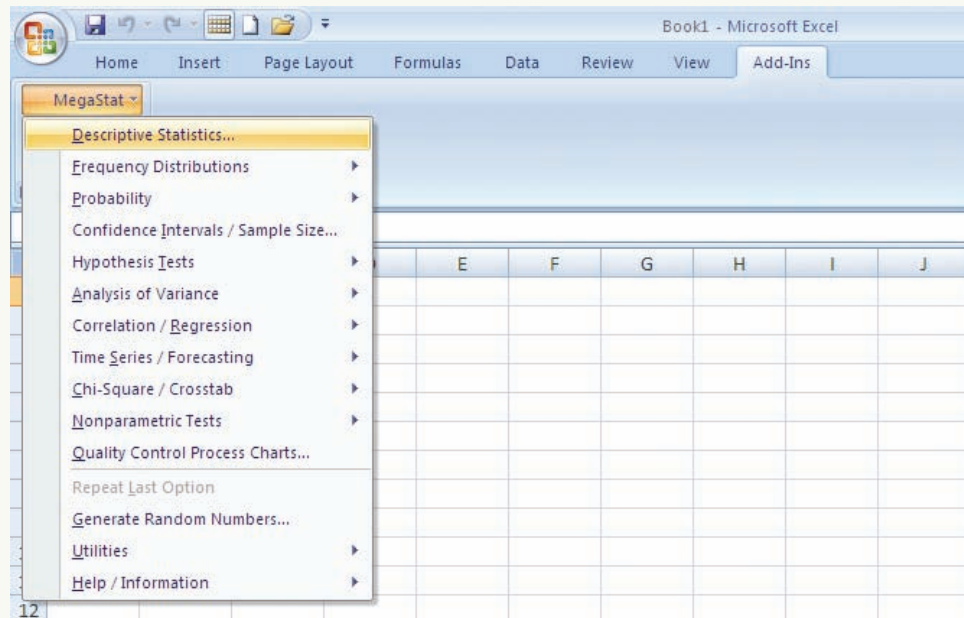 Book1 - Microsoft Excel
Home Insert Page Layout Formulas Data Review View Add-Ins
MegaStat
Descriptive Statistics...
Frequency Distributions
Probability
Confidence Intervals / Sample Size...
Hypothesis Tests
Analysis of Variance
Correlation / Regression
Time Series / Forecasting
Chi-Square / Crosstab
Nonparametric Tests
Quality Control Process Charts...
Repeat Last Option
Generate Random Numbers...
Utilities
Help / Information
E F G H I J
12